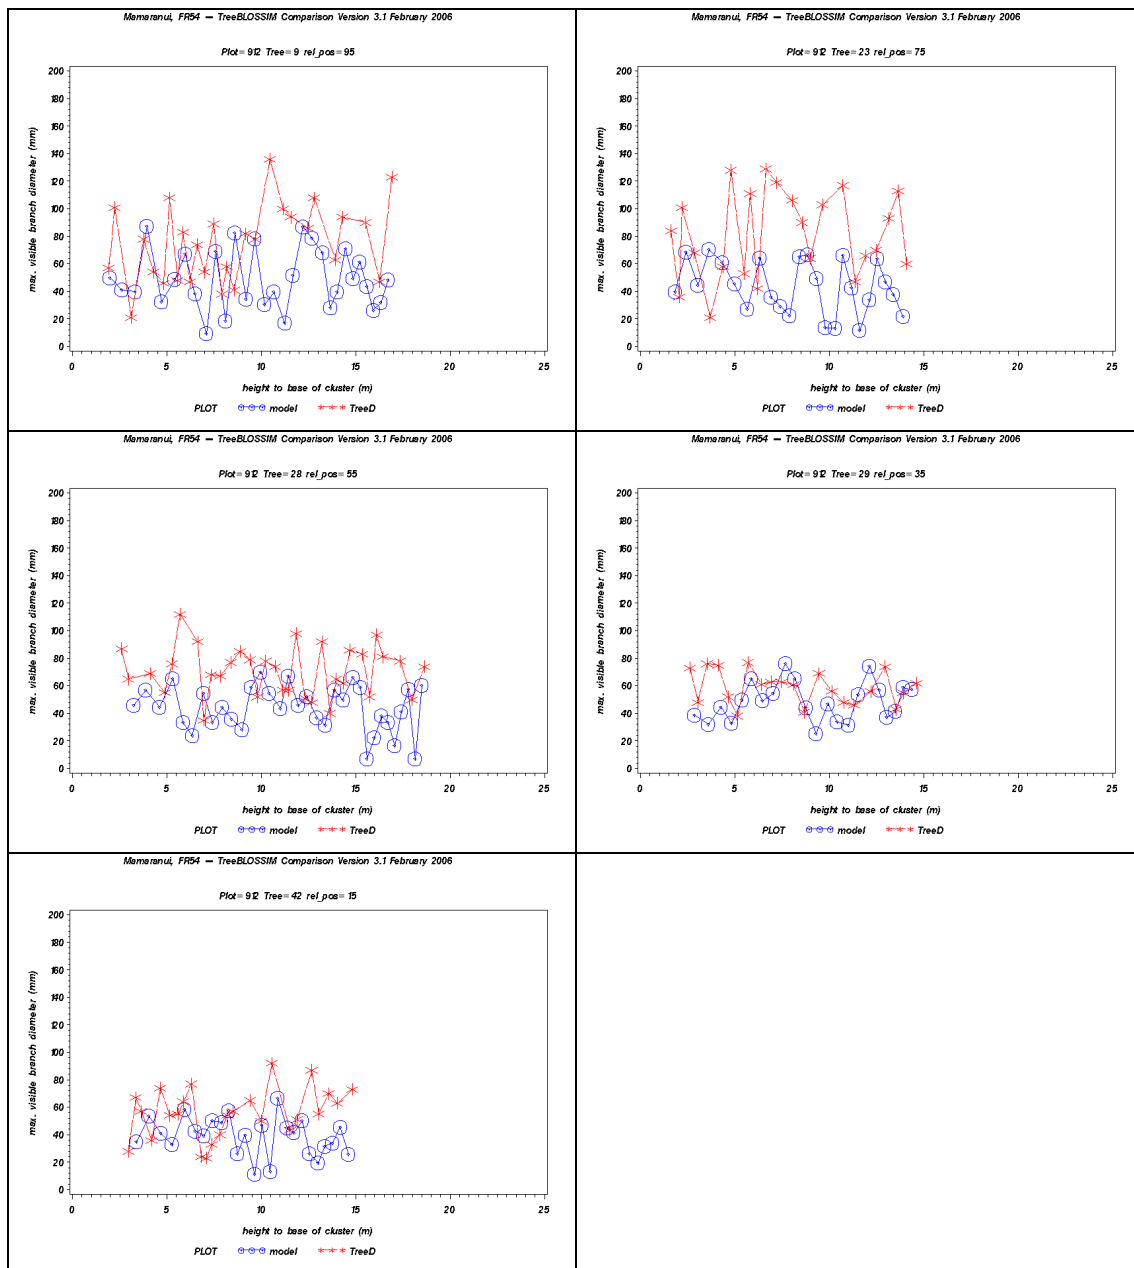 Mamaranui, FR54 - TreeBLOSSIM Comparison Version 3.1 February 2006
Plot=912 Tree=9 rel_pos=95
max. visible branch diameter (mm)
200
180
160
140
120
100
80
60
40
20
0
0 5 10 15 20 25
height to base of cluster (m)
PLOT model TreeD
Mamaranui, FR54 - TreeBLOSSIM Comparison Version 3.1 February 2006
Plot=912 Tree=23 rel_pos=75
max. visible branch diameter (mm)
200
180
160
140
120
100
80
60
40
20
0
0 5 10 15 20 25
height to base of cluster (m)
PLOT model TreeD
Mamaranui, FR54 - TreeBLOSSIM Comparison Version 3.1 February 2006
Plot=912 Tree=28 rel_pos=55
max. visible branch diameter (mm)
200
180
160
140
120
100
80
60
40
20
0
0 5 10 15 20 25
height to base of cluster (m)
PLOT model TreeD
Mamaranui, FR54 - TreeBLOSSIM Comparison Version 3.1 February 2006
Plot=912 Tree=29 rel_pos=35
max. visible branch diameter (mm)
200
180
160
140
120
100
80
60
40
20
0
0 5 10 15 20 25
height to base of cluster (m)
PLOT model TreeD
Mamaranui, FR54 - TreeBLOSSIM Comparison Version 3.1 February 2006
Plot=912 Tree=42 rel_pos=15
max. visible branch diameter (mm)
200
180
160
140
120
100
80
60
40
20
0
0 5 10 15 20 25
height to base of cluster (m)
PLOT model TreeD